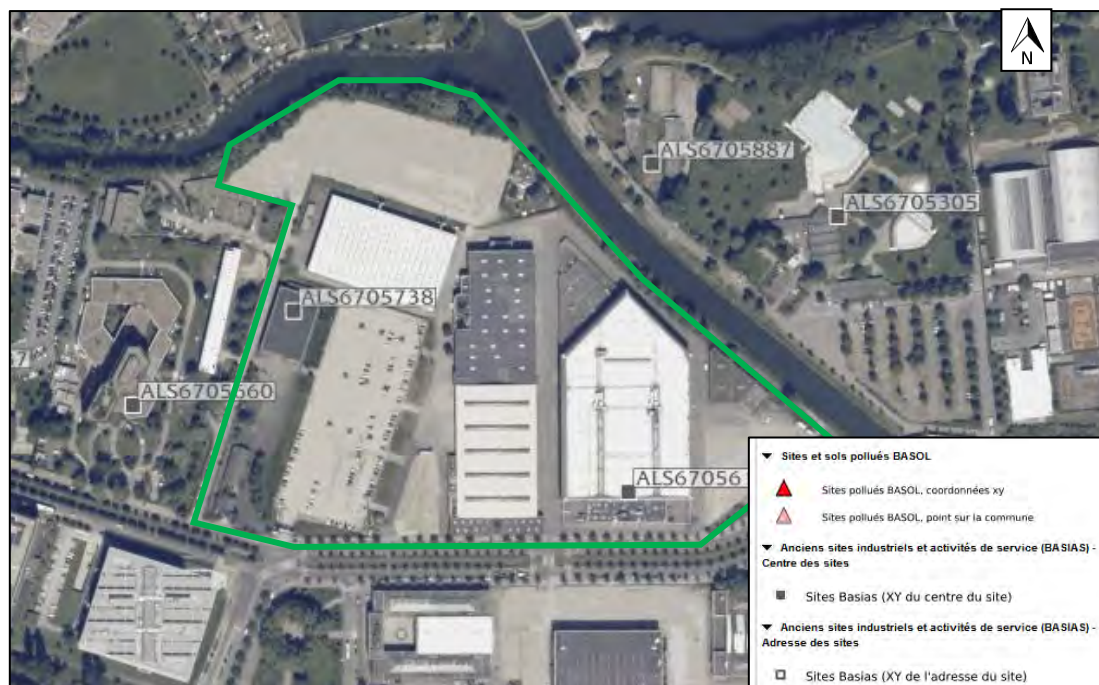 N
ALS6705887
ALS6705305
ALS6705738
7
ALS6705660
ALS67056
Sites et sols pollués BASOL
Sites pollués BASOL, coordonnées xy
Sites pollués BASOL, point sur la commune
Anciens sites industriels et activités de service (BASIAS) -
Centre des sites
Sites Basias (XY du centre du site)
Anciens sites industriels et activités de service (BASIAS) -
Adresse des sites
Sites Basias (XY de l'adresse du site)